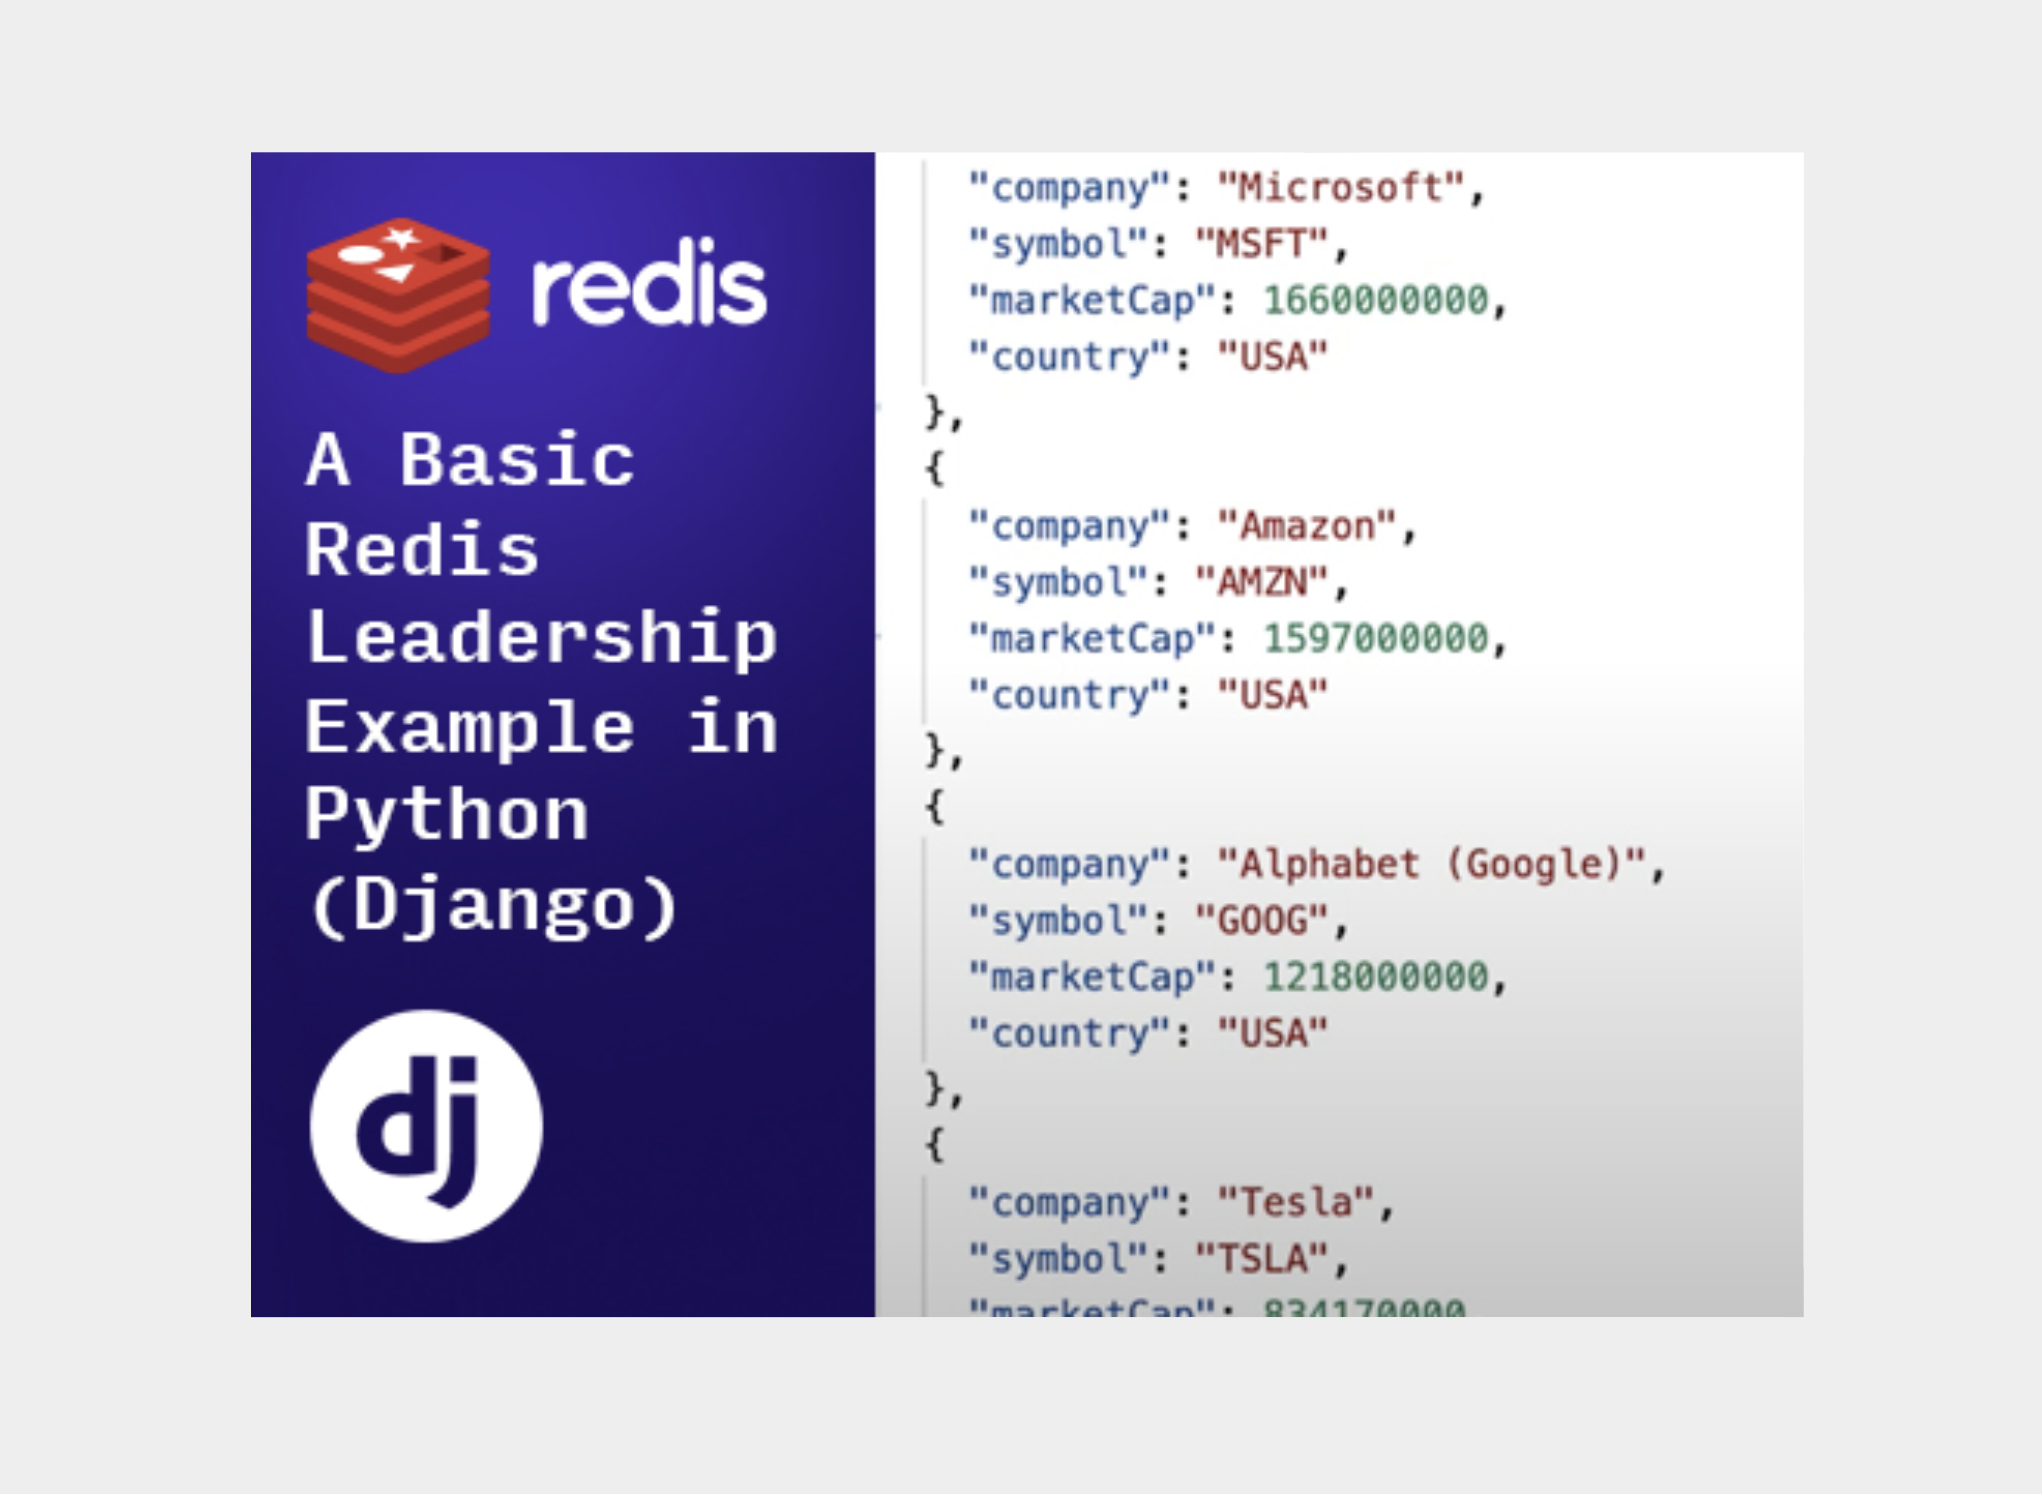 redis
A Basic
Redis
Leadership
Example in
Python
(Django)
dj
"company": "Microsoft",
"symbol": "MSFT",
"marketCap": 1660000000,
"country": "USA"
},
{
"company": "Amazon",
"symbol": "AMZN",
"marketCap": 1597000000,
"country": "USA"
},
{
"company": "Alphabet (Google)",
"symbol": "GOOG",
"marketCap": 1218000000,
"country": "USA"
},
{
"company": "Tesla",
"symbol": "TSLA",
"marketCap": 834170000